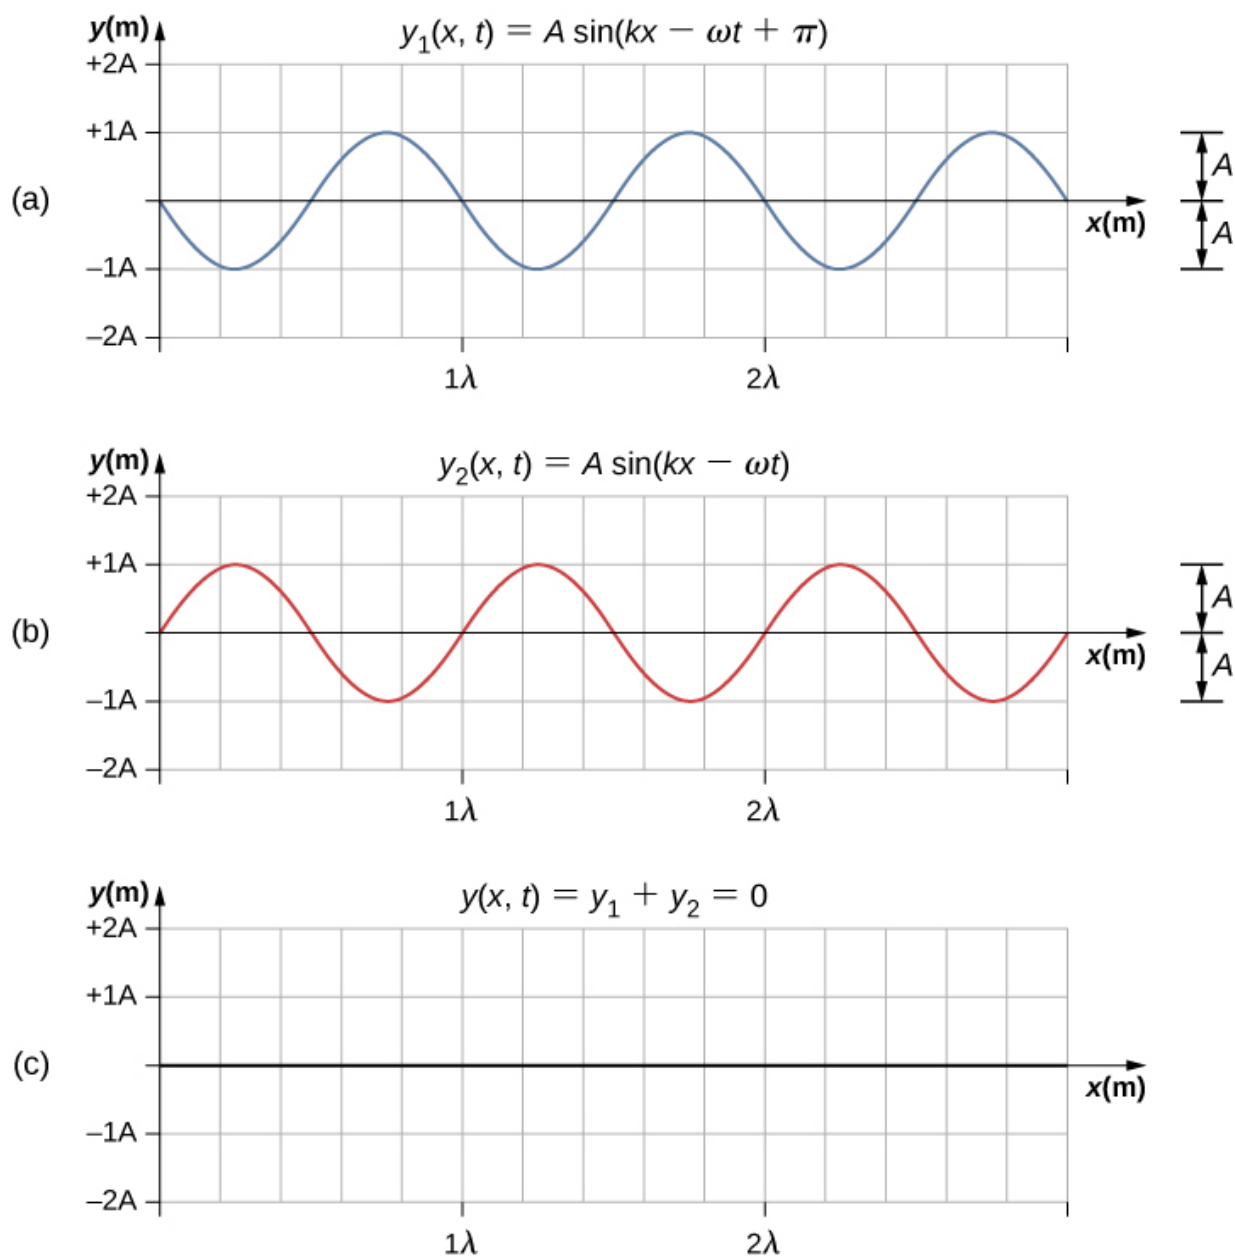 y(m)
y₁(x, t) = A sin(kx − ωt + π)
+2A
+1A
A
(a)
x(m)
A
–1A
–2A
1λ 2λ
y(m)
y₂(x, t) = A sin(kx − ωt)
+2A
+1A
A
(b)
x(m)
A
–1A
–2A
1λ 2λ
y(m)
y(x, t) = y₁ + y₂ = 0
+2A
+1A
(c)
x(m)
–1A
–2A
1λ 2λ